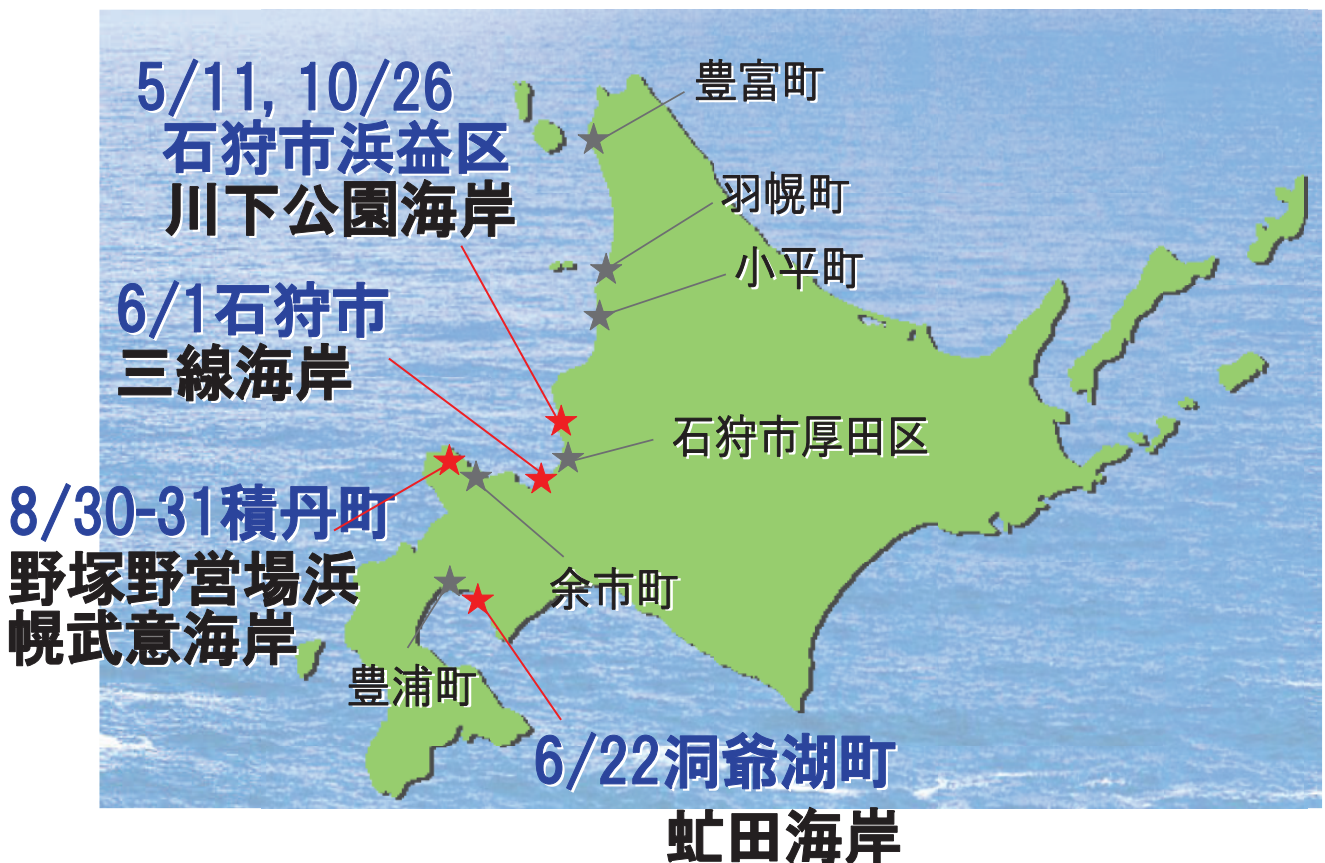 5/11, 10/26
石狩市浜益区
川下公園海岸
豊富町
羽幌町
小平町
6/1石狩市
三線海岸
石狩市厚田区
8/30-31積丹町
野塚野営場浜
幌武意海岸
余市町
豊浦町
6/22洞爺湖町
虻田海岸